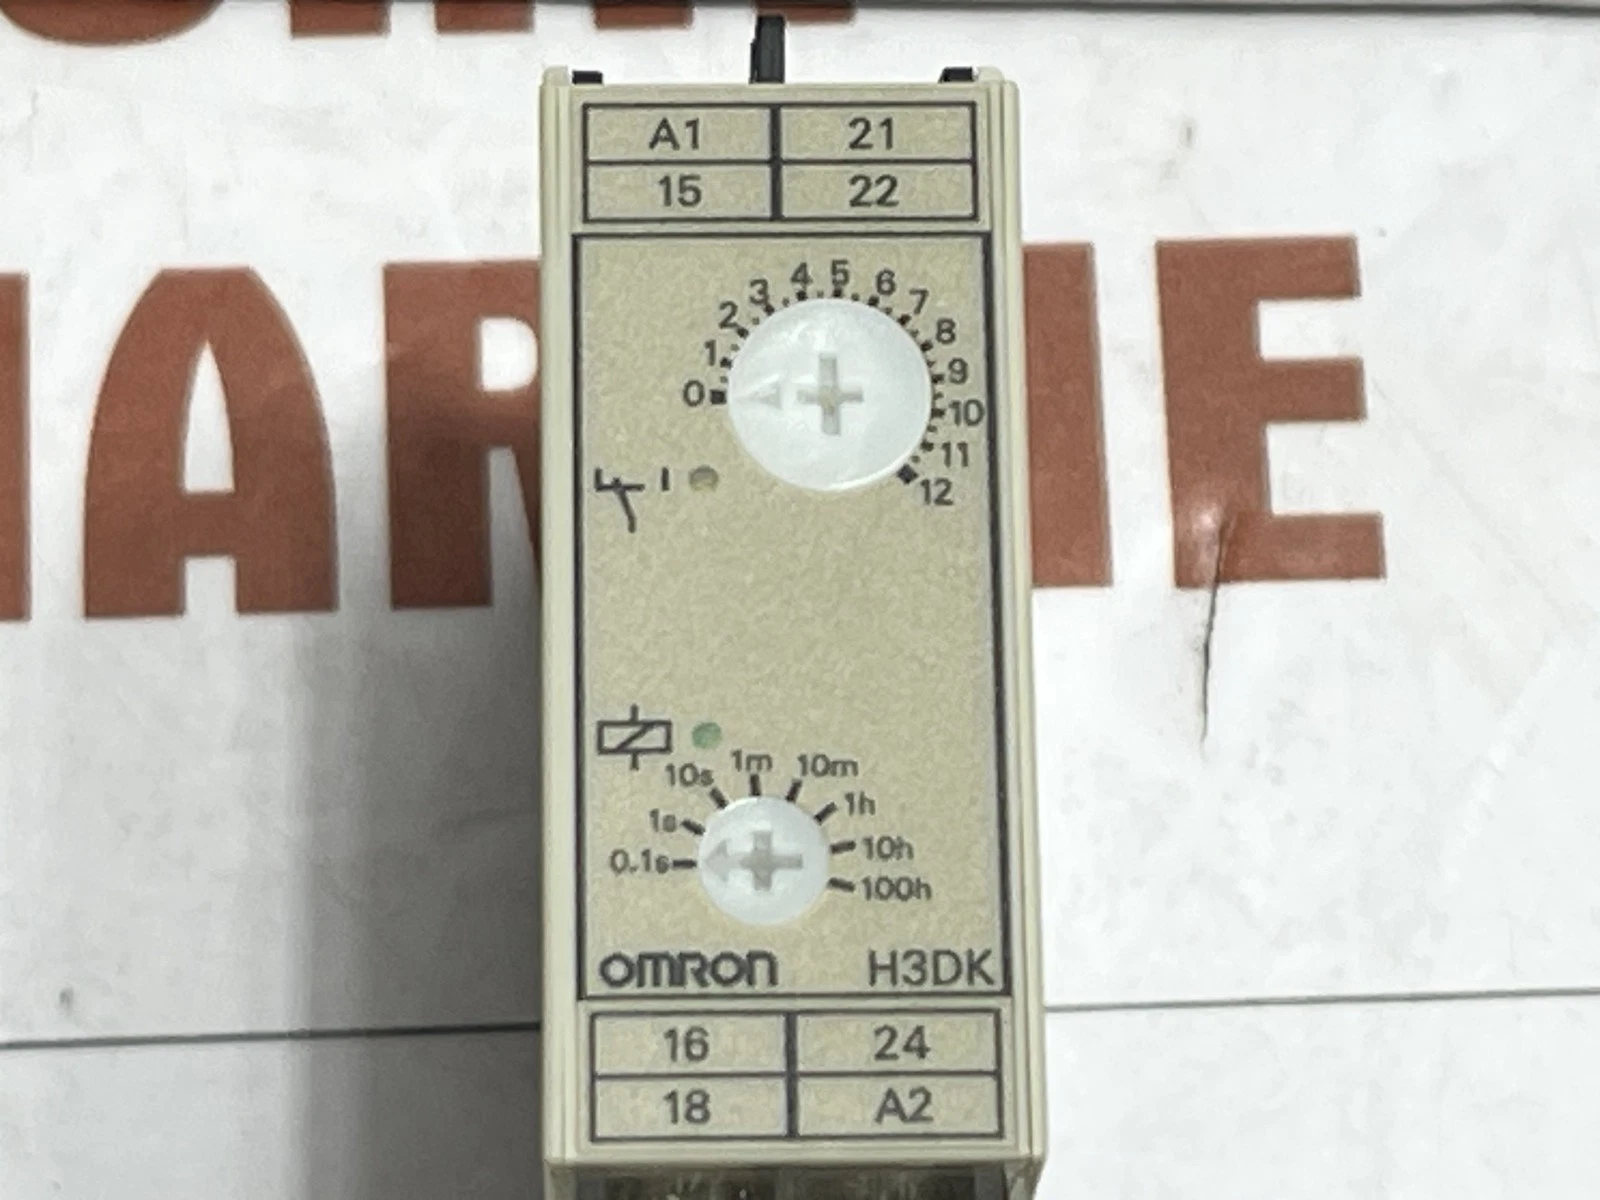 A1 21
15 22
0 1 2 3 4 5 6 7 8 9 10 11 12
0.1s 1s 10s 1m 10m 1h 10h 100h
OMRON H3DK
16 24
18 A2